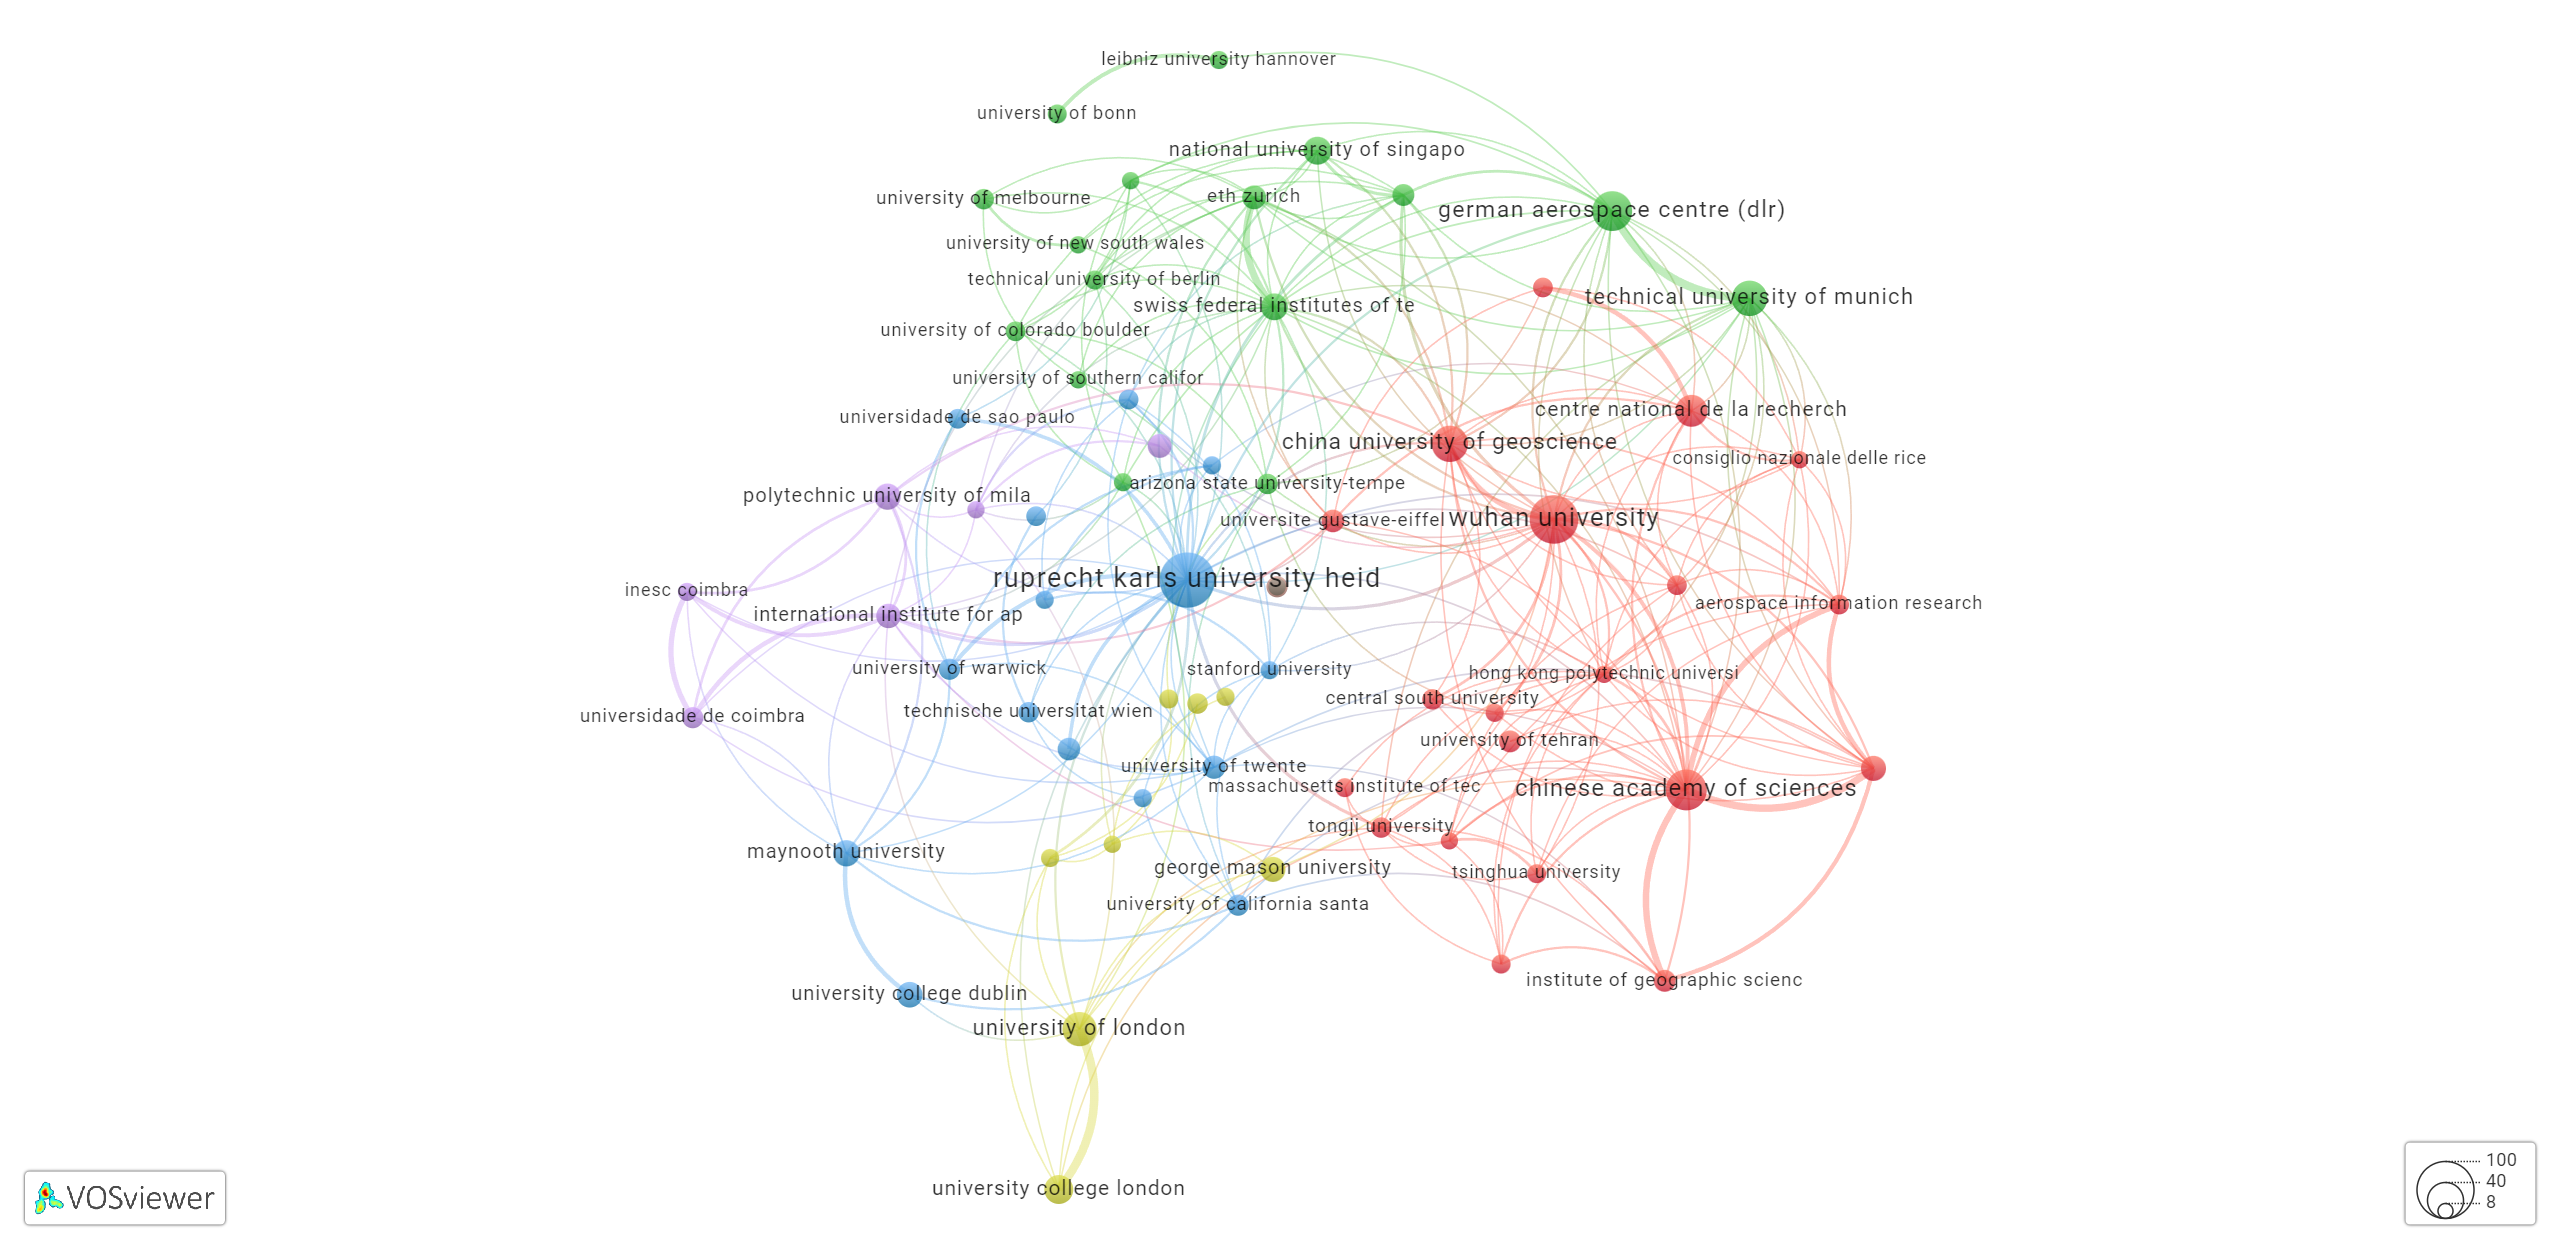 leibniz university hannover
university of bonn
national university of singapo
university of melbourne
eth zurich
german aerospace centre (dlr)
university of new south wales
technical university of berlin
technical university of munich
swiss federal institutes of te
university of colorado boulder
university of southern califor
universidade de sao paulo
centre national de la recherch
china university of geoscience
consiglio nazionale delle rice
arizona state university-tempe
polytechnic university of mila
universite gustave-eiffel
wuhan university
ruprecht karls university heid
inesc coimbra
aerospace information research
international institute for ap
university of warwick
stanford university
hong kong polytechnic universi
central south university
technische universitat wien
universidade de coimbra
university of tehran
university of twente
massachusetts institute of tec
chinese academy of sciences
tongji university
maynooth university
george mason university
tsinghua university
university of california santa
institute of geographic scienc
university college dublin
university of london
university college london
VOSviewer
100
40
8